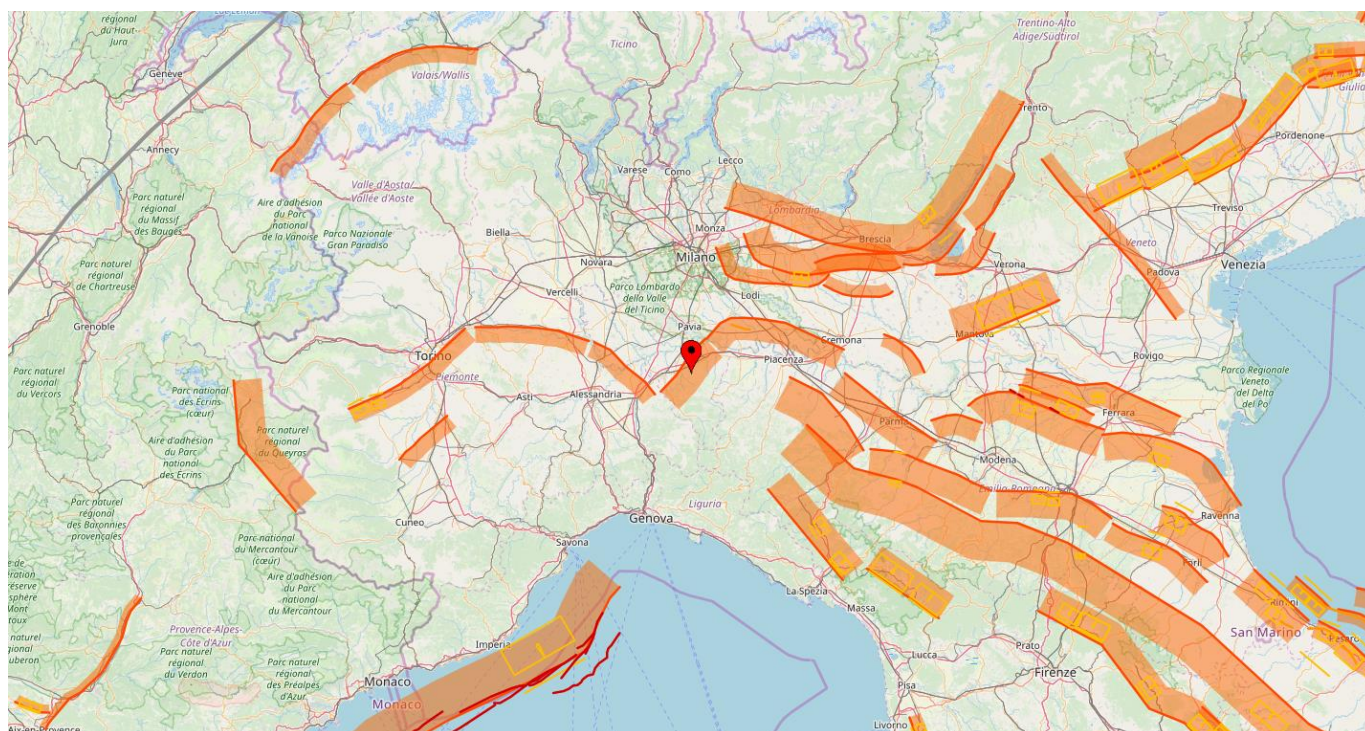 régional
du Haut-
Jura
Genève
Annecy
Parc naturel
régional
du Massif
des Bauges
Parc naturel
régional
de Chartreuse
Grenoble
Parc naturel
régional
du Vercors
Parc national
des Écrins
(cœur)
Aire d'adhésion
du Parc
national
des Écrins
Parc naturel
régional
des Baronnies
provençales
Valais/Wallis
Ticino
Trentino-Alto
Adige/Südtirol
Trento
Valle d'Aosta/
Vallée d'Aoste
Aire d'adhésion
du Parc
national
de la Vanoise
Parco Nazionale
Gran Paradiso
Biella
Novara
Vercelli
Varese
Como
Lecco
Monza
Milano
Lombardia
Parco Lombardo
della Valle
del Ticino
Lodi
Pavia
Brescia
Verona
Mantova
Cremona
Piacenza
Pordenone
Treviso
Veneto
Padova
Venezia
Rovigo
Parco Regionale
Veneto
del Delta
del Po
Torino
Piemonte
Asti
Alessandria
Parc naturel
régional
du Queyras
Cuneo
Parc national
du Mercantour
(cœur)
Aire d'adhésion
du Parc
national
du Mercantour
Provence-Alpes-
Côte d'Azur
Parc naturel
régional
du Verdon
Parc naturel
régional
des Préalpes
d'Azur
Aix-en-Provence
Monaco
Monaco
Imperia
Savona
Genova
Liguria
La Spezia
Massa
Parma
Modena
Emilia-Romagna
Ferrara
Ravenna
Forlì
Rimini
San Marino
Pesaro
Lucca
Pisa
Livorno
Prato
Firenze